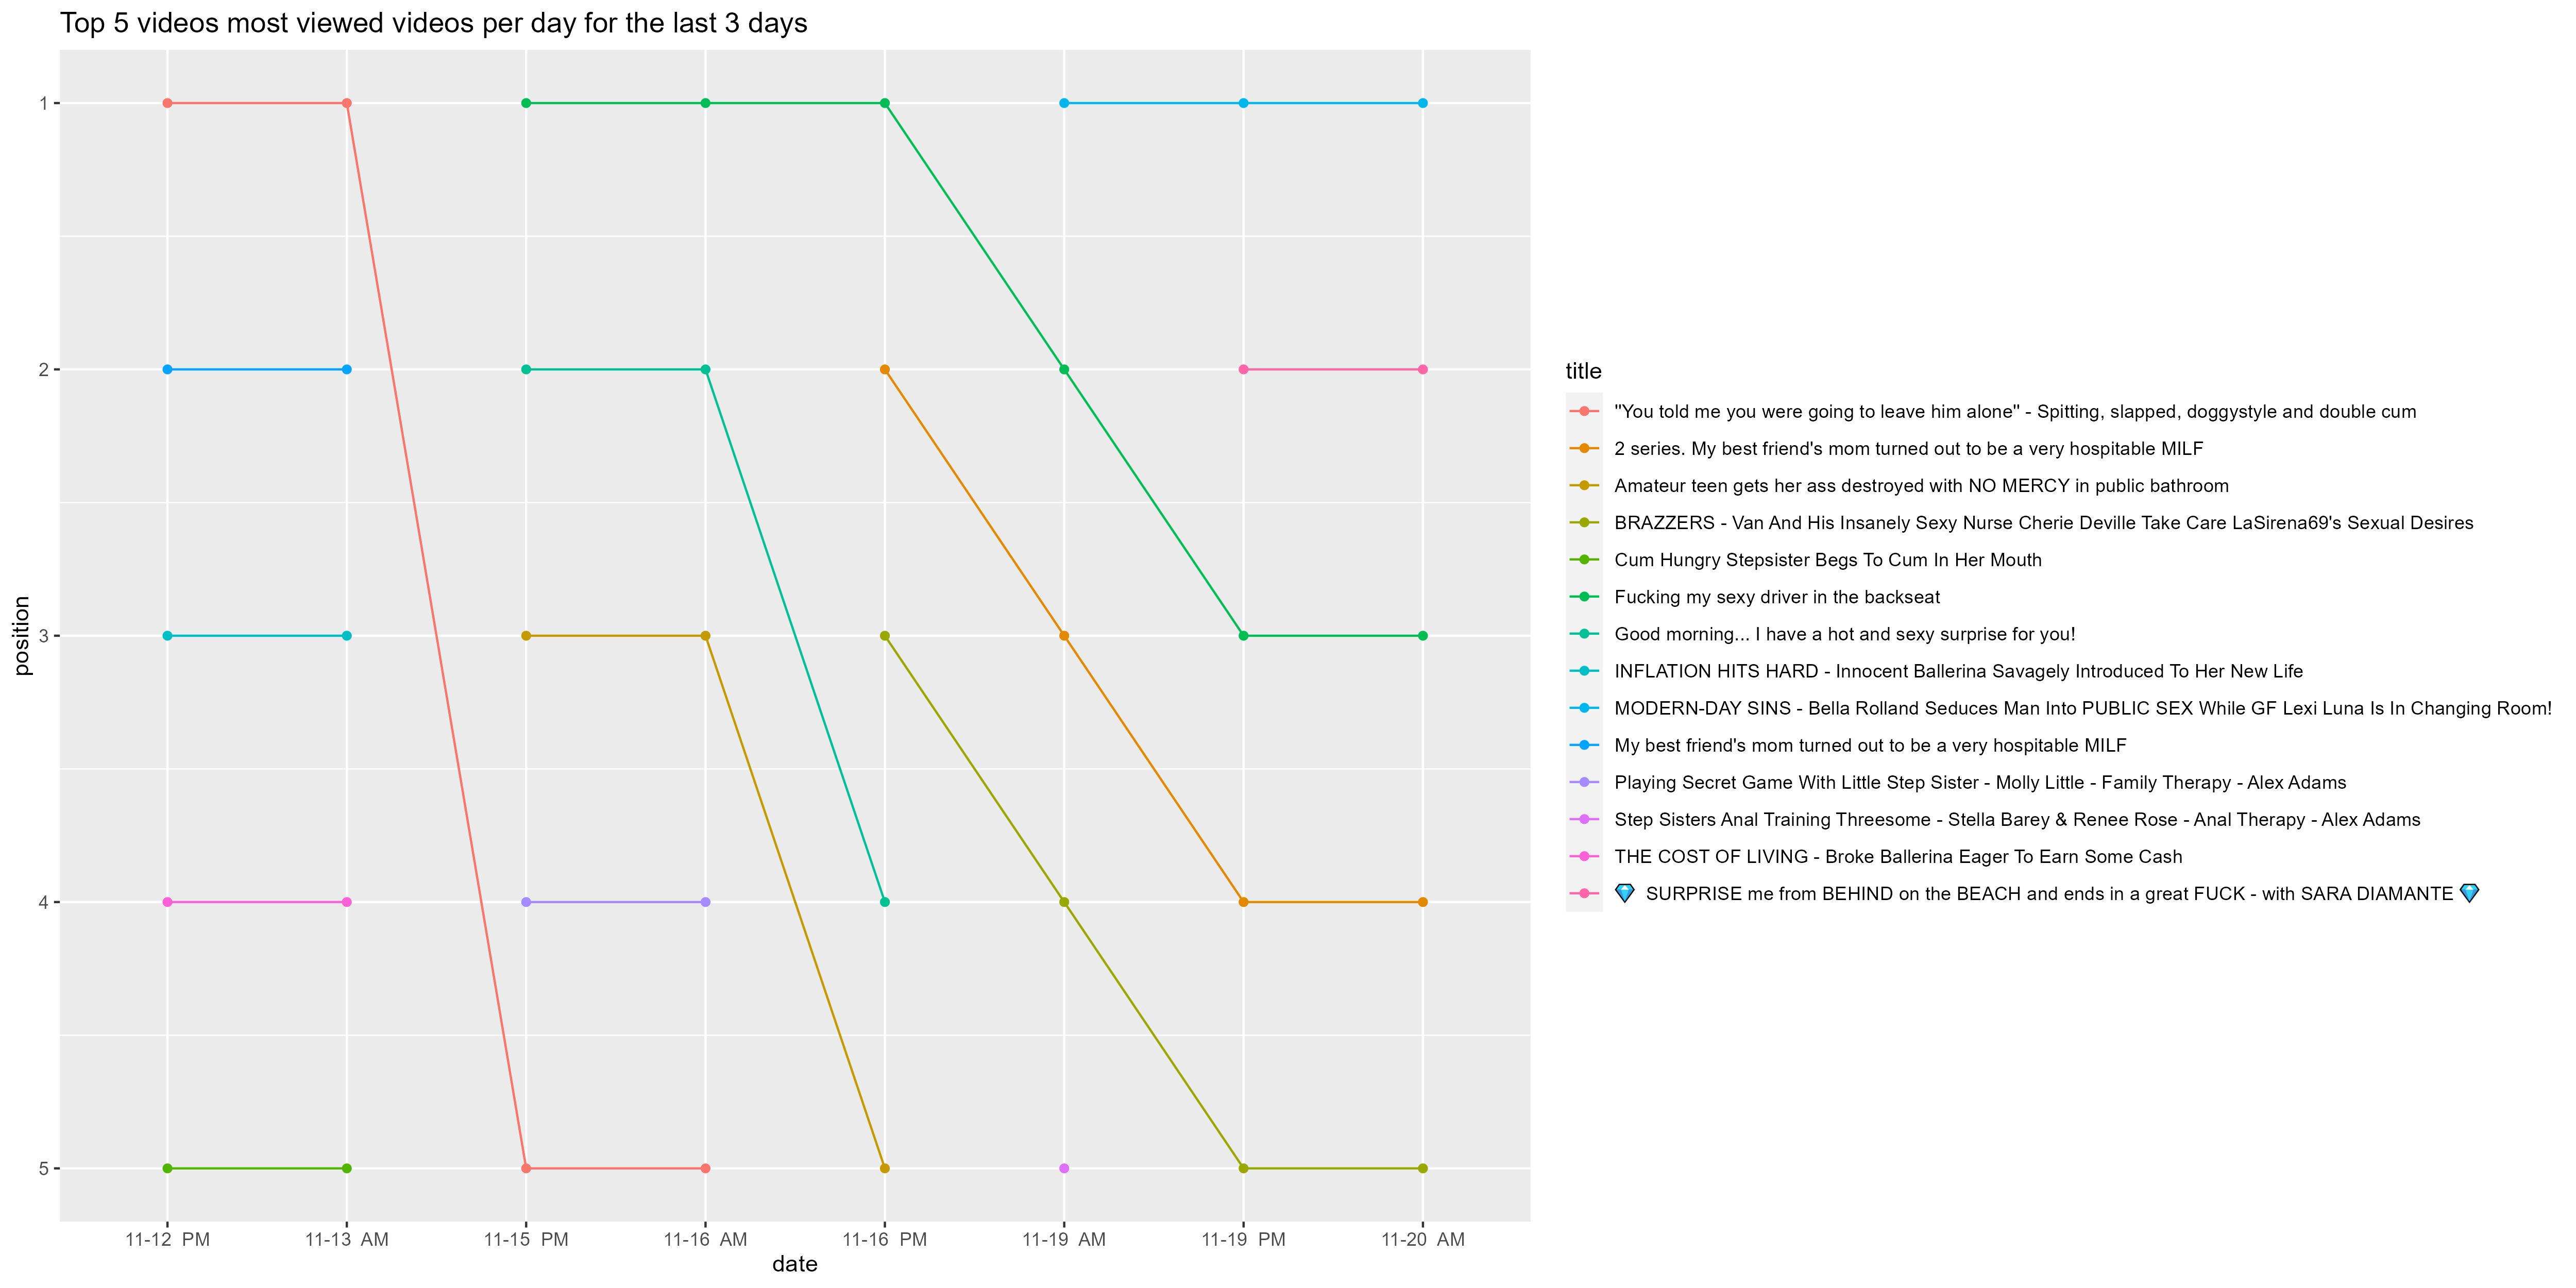 Top 5 videos most viewed videos per day for the last 3 days
position
1
2
3
4
5
11-12 PM
11-13 AM
11-15 PM
11-16 AM
11-16 PM
11-19 AM
11-19 PM
11-20 AM
date
title
"You told me you were going to leave him alone" - Spitting, slapped, doggystyle and double cum
2 series. My best friend's mom turned out to be a very hospitable MILF
Amateur teen gets her ass destroyed with NO MERCY in public bathroom
BRAZZERS - Van And His Insanely Sexy Nurse Cherie Deville Take Care LaSirena69's Sexual Desires
Cum Hungry Stepsister Begs To Cum In Her Mouth
Fucking my sexy driver in the backseat
Good morning... I have a hot and sexy surprise for you!
INFLATION HITS HARD - Innocent Ballerina Savagely Introduced To Her New Life
MODERN-DAY SINS - Bella Rolland Seduces Man Into PUBLIC SEX While GF Lexi Luna Is In Changing Room!
My best friend's mom turned out to be a very hospitable MILF
Playing Secret Game With Little Step Sister - Molly Little - Family Therapy - Alex Adams
Step Sisters Anal Training Threesome - Stella Barey & Renee Rose - Anal Therapy - Alex Adams
THE COST OF LIVING - Broke Ballerina Eager To Earn Some Cash
💎 SURPRISE me from BEHIND on the BEACH and ends in a great FUCK - with SARA DIAMANTE 💎